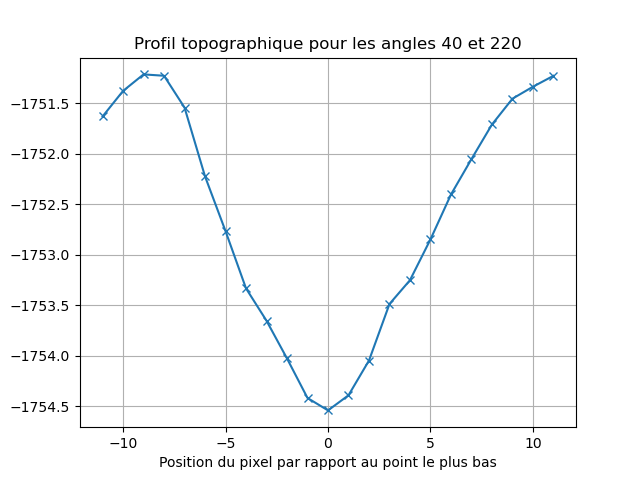 Profil topographique pour les angles 40 et 220
−1751.5
−1752.0
−1752.5
−1753.0
−1753.5
−1754.0
−1754.5
−10 −5 0 5 10
Position du pixel par rapport au point le plus bas